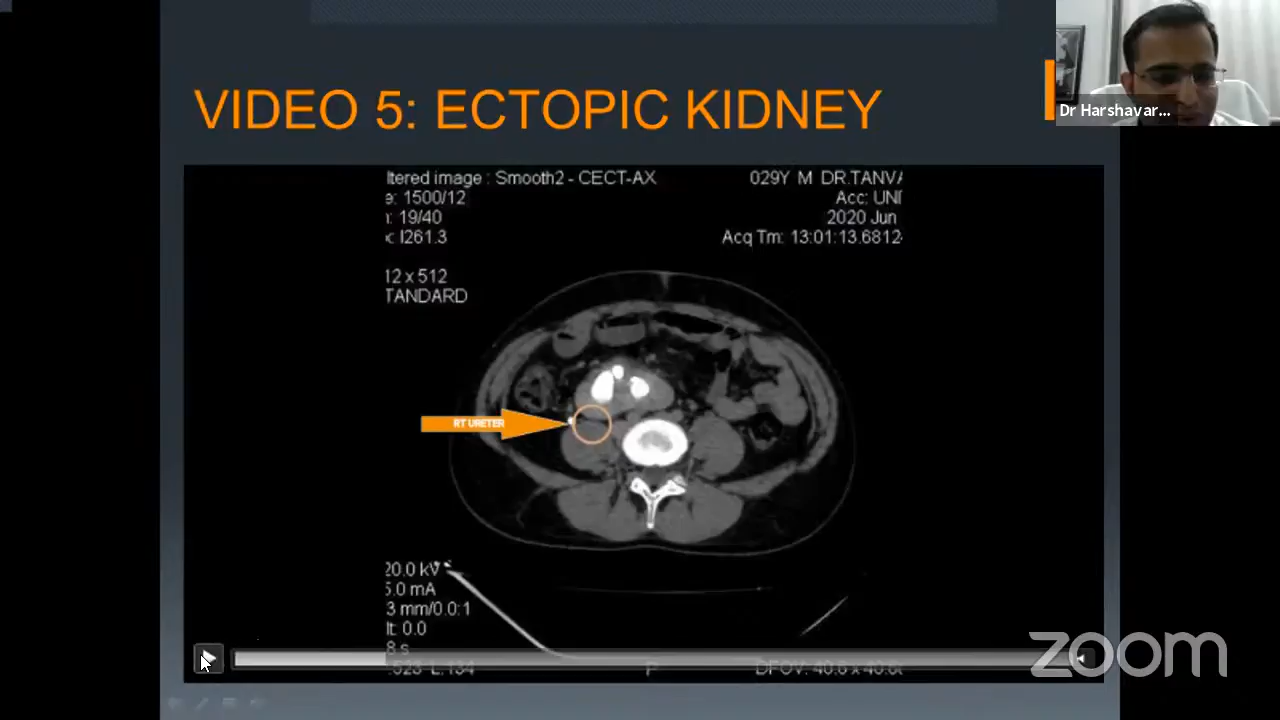 VIDEO 5: ECTOPIC KIDNEY
Dr Harshavar...
ltered image : Smooth2 - CECT-AX
029Y M DR.TANVA
e: 1500/12
Acc: UNI
: 19/40
2020 Jun
x: I261.3
Acq Tm: 13:01:13.6812
12 x 512
TANDARD
RT URETER
20.0 kV
5.0 mA
3 mm/0.0:1
lt: 0.0
8 s
P
zoom